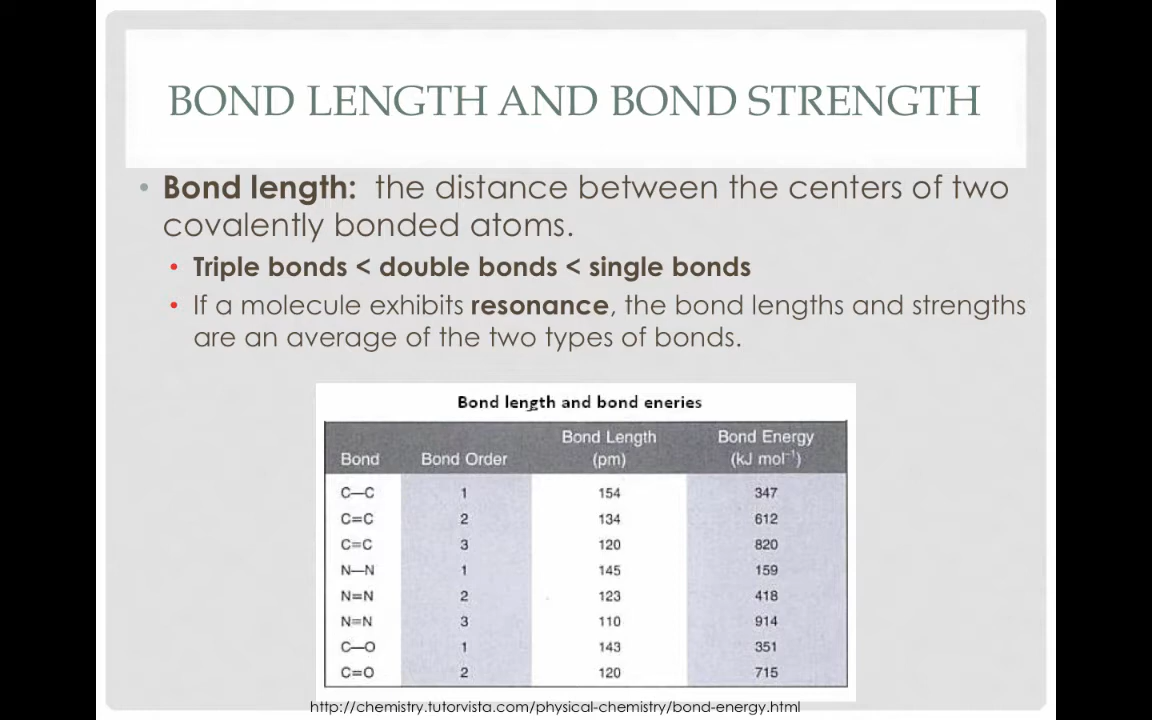 BOND LENGTH AND BOND STRENGTH
• Bond length: the distance between the centers of two
covalently bonded atoms.
• Triple bonds < double bonds < single bonds
• If a molecule exhibits resonance, the bond lengths and strengths
are an average of the two types of bonds.
Bond length and bond eneries
Bond Bond Order Bond Length (pm) Bond Energy (kJ mol⁻¹)
C—C 1 154 347
C=C 2 134 612
C≡C 3 120 820
N—N 1 145 159
N=N 2 123 418
N≡N 3 110 914
C—O 1 143 351
C=O 2 120 715
http://chemistry.tutorvista.com/physical-chemistry/bond-energy.html